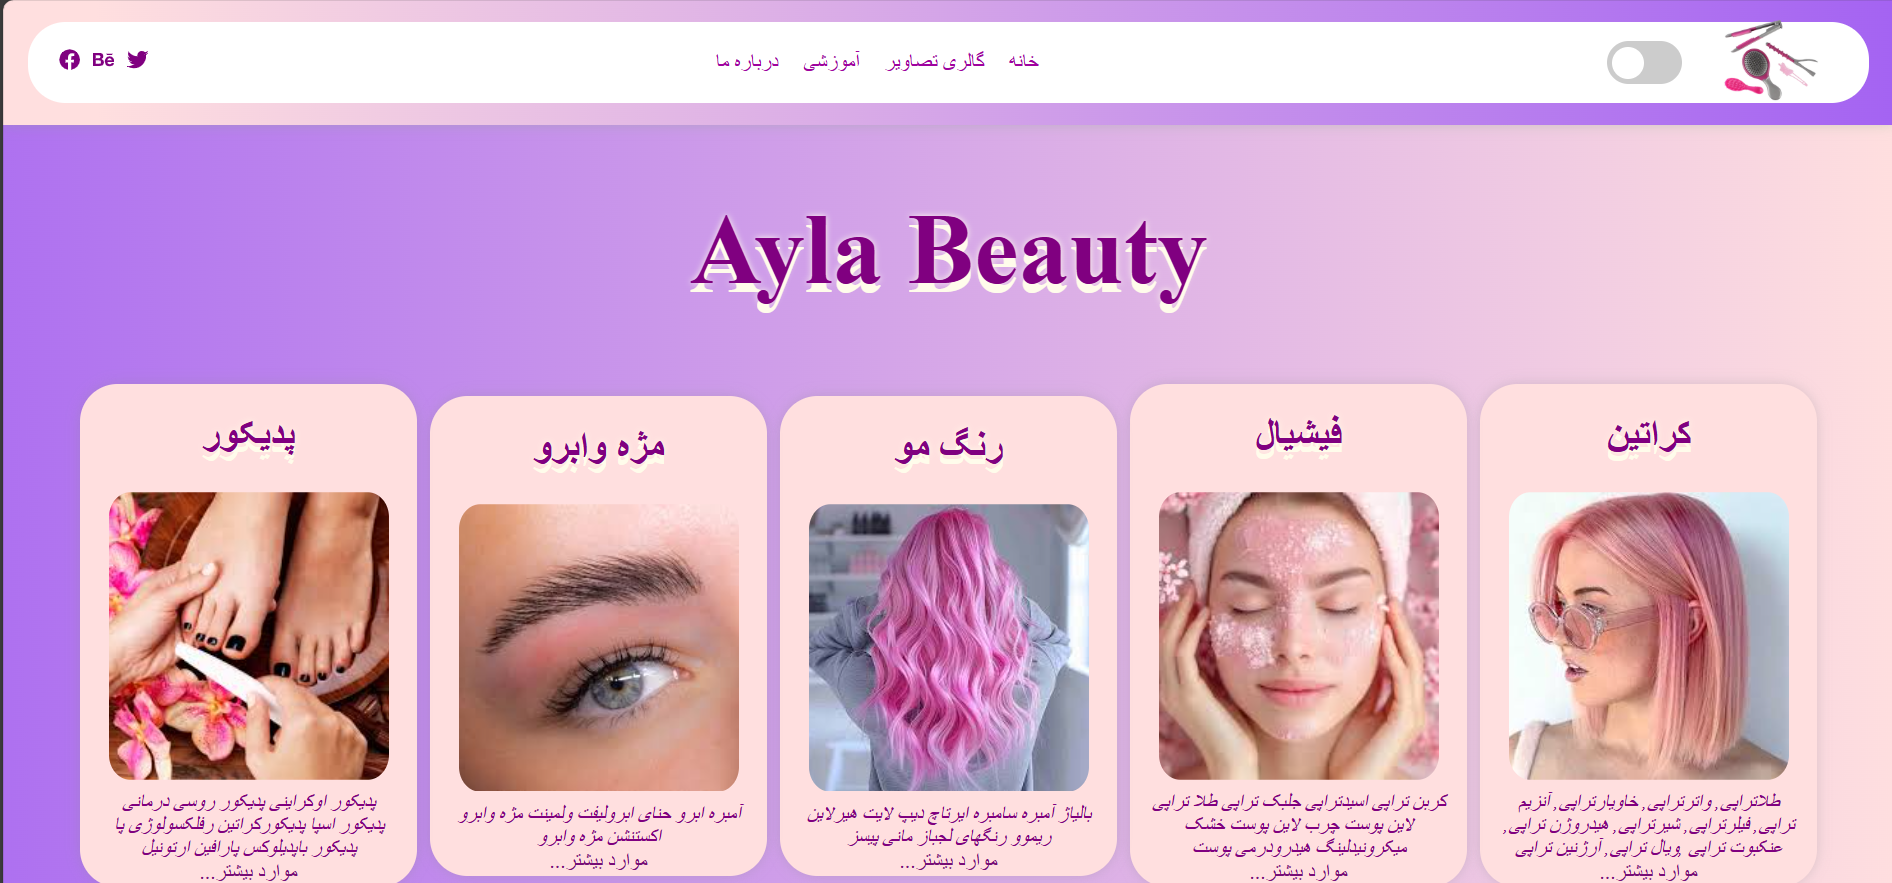 خانه گالری تصاویر آموزشی درباره ما
Bē
Ayla Beauty
کراتین
طلاتراپی, واترتراپی, خاویارتراپی, آنزیم
تراپی, فیلرتراپی, شیرتراپی, هیدروژن تراپی,
عنکبوت تراپی ,ویال تراپی, آرژنین تراپی
موارد بیشتر...
فیشیال
کربن تراپی اسیدتراپی جلبک تراپی طلا تراپی
لاین پوست چرب لاین پوست خشک
میکرونیدلینگ هیدرودرمی پوست
موارد بیشتر...
رنگ مو
بالیاژ آمبره سامبره ایرتاچ دیپ لایت هیرلاین
ریموو رنگهای لجباز مانی پیسز
موارد بیشتر...
مژه وابرو
آمبره ابرو حنای ابرولیفت ولمینت مژه وابرو
اکستنشن مژه وابرو
موارد بیشتر...
پدیکور
پدیکور اوکراینی پدیکور روسی درمانی
پدیکور اسپا پدیکورکراتین رفلکسولوژی پا
پدیکور باپدیلوکس پارافین ارتونیل
موارد بیشتر...